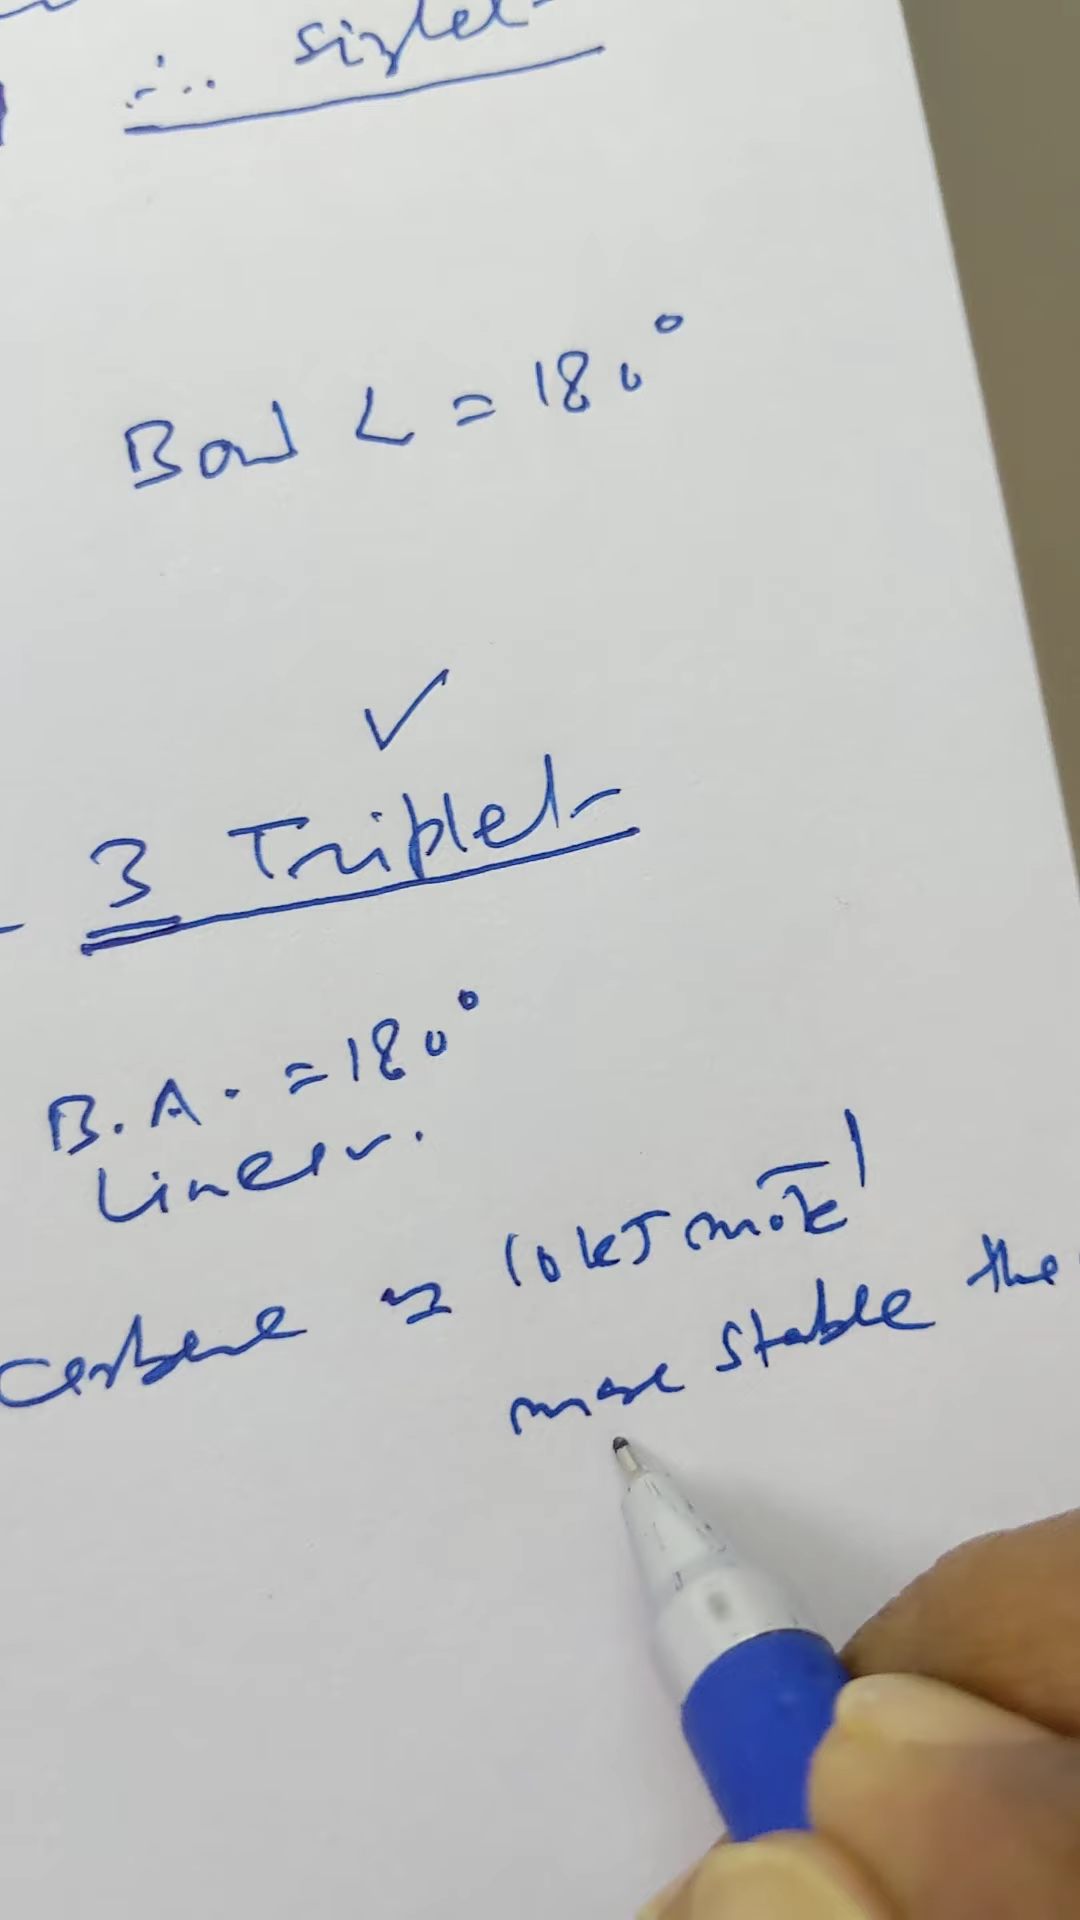 ∴ singlet
Bond ∠ = 180°
3 Triplet
B.A. = 180°
Linear.
carbene ≈ 10 kJ mol⁻¹
more stable the